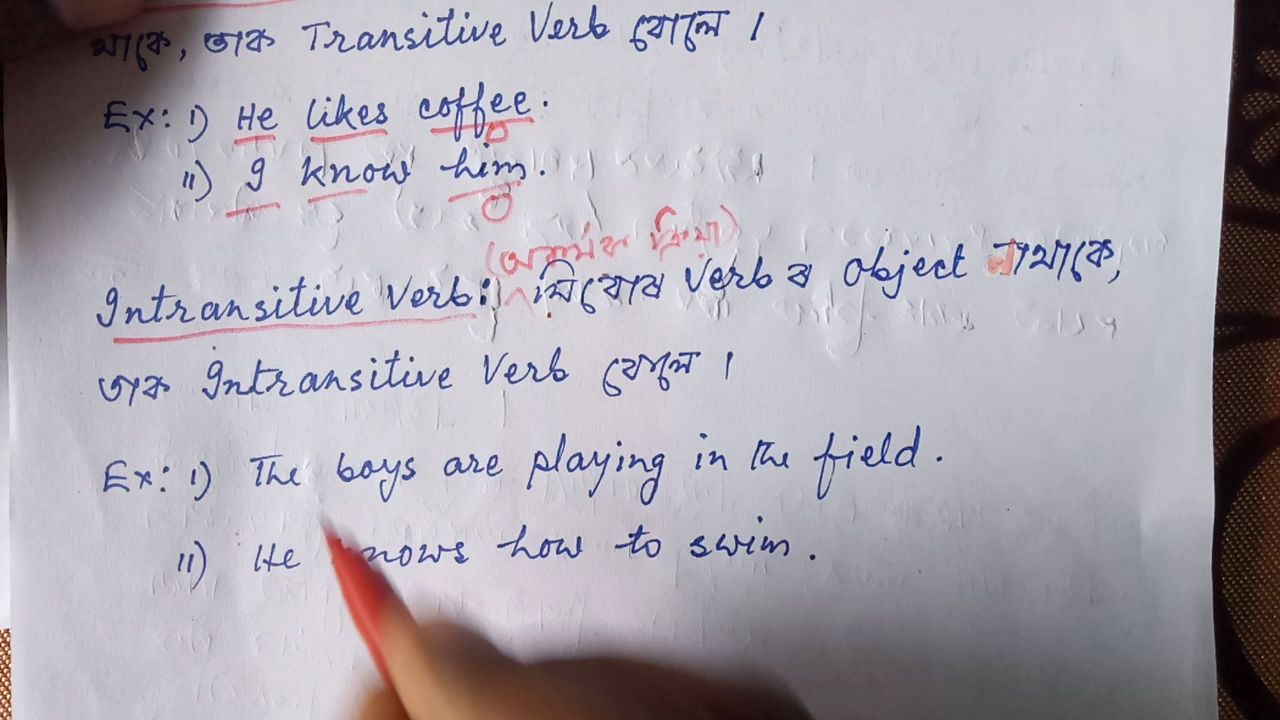 থাকে, তাক Transitive Verb বোলে ।
Ex: i) He likes coffee.
ii) I know him.
(অকৰ্মক ক্ৰিয়া)
Intransitive Verb: যিবোৰ Verb ৰ object নাথাকে,
তাক Intransitive Verb বোলে ।
Ex: i) The boys are playing in the field.
ii) He knows how to swim.